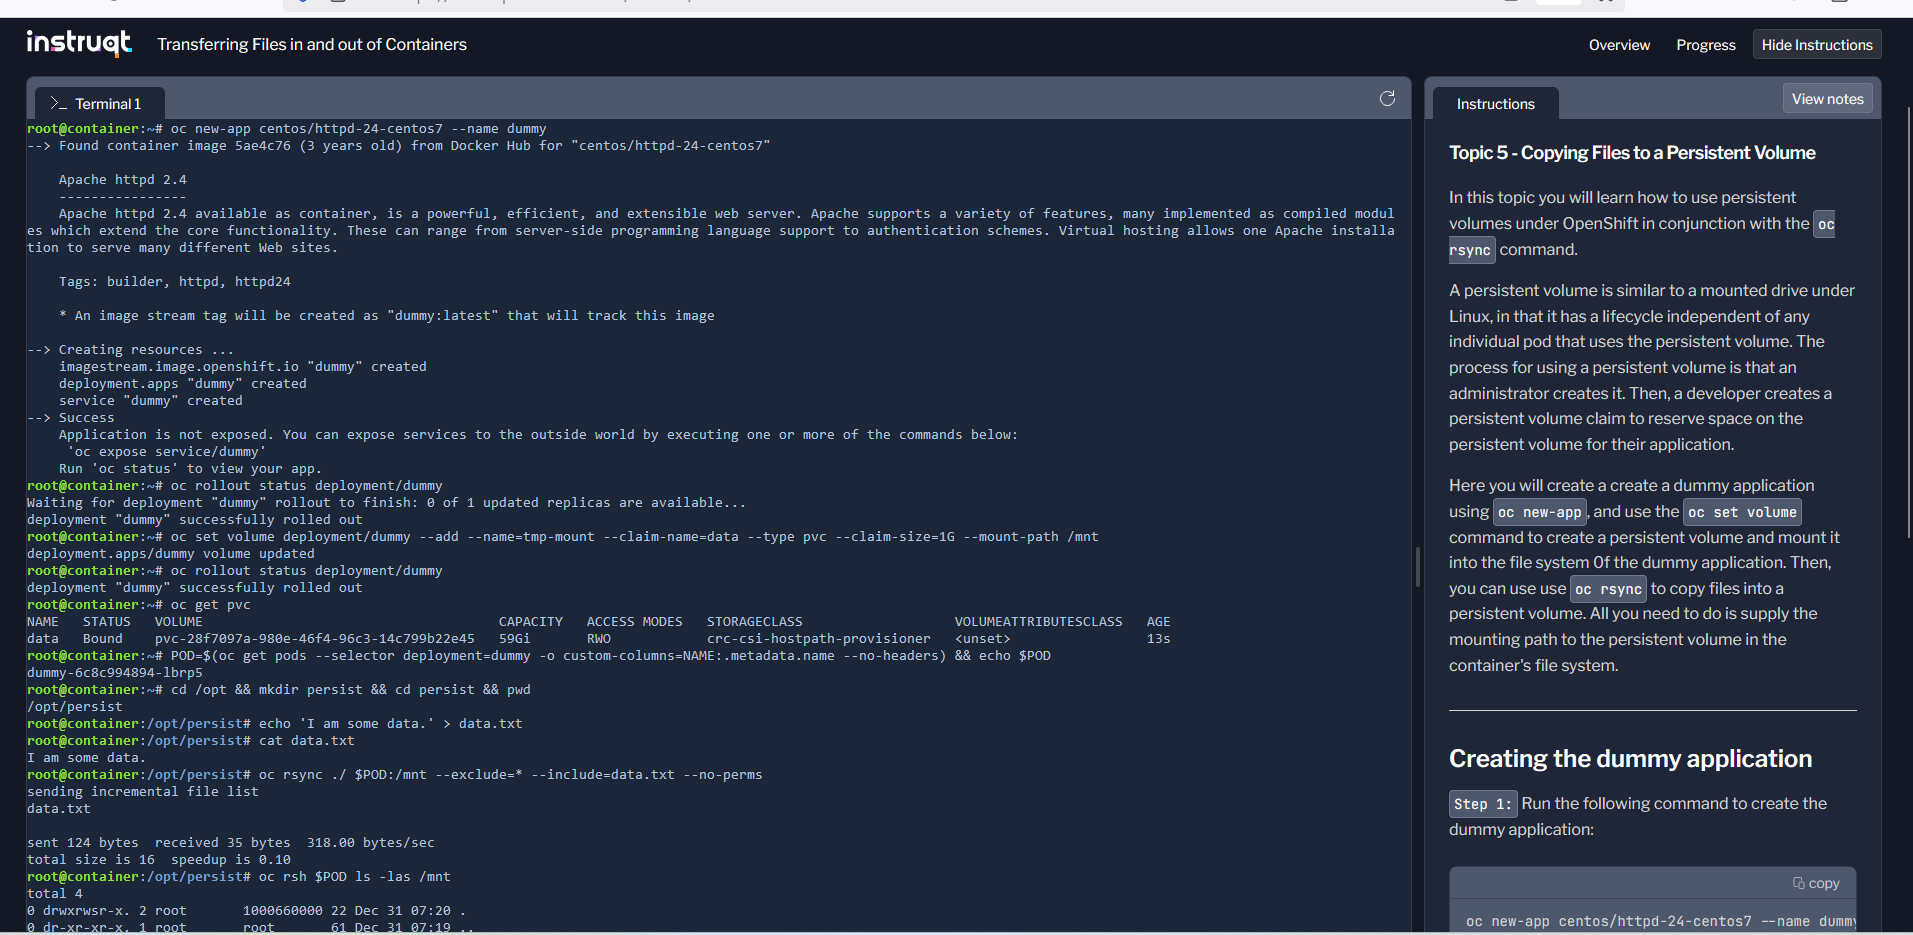 instruqt
Transferring Files in and out of Containers
Overview
Progress
Hide Instructions
>_ Terminal 1
root@container:~# oc new-app centos/httpd-24-centos7 --name dummy
--> Found container image 5ae4c76 (3 years old) from Docker Hub for "centos/httpd-24-centos7"
Apache httpd 2.4
----------------
Apache httpd 2.4 available as container, is a powerful, efficient, and extensible web server. Apache supports a variety of features, many implemented as compiled modul
es which extend the core functionality. These can range from server-side programming language support to authentication schemes. Virtual hosting allows one Apache installa
tion to serve many different Web sites.
Tags: builder, httpd, httpd24
* An image stream tag will be created as "dummy:latest" that will track this image
--> Creating resources ...
imagestream.image.openshift.io "dummy" created
deployment.apps "dummy" created
service "dummy" created
--> Success
Application is not exposed. You can expose services to the outside world by executing one or more of the commands below:
'oc expose service/dummy'
Run 'oc status' to view your app.
root@container:~# oc rollout status deployment/dummy
Waiting for deployment "dummy" rollout to finish: 0 of 1 updated replicas are available...
deployment "dummy" successfully rolled out
root@container:~# oc set volume deployment/dummy --add --name=tmp-mount --claim-name=data --type pvc --claim-size=1G --mount-path /mnt
deployment.apps/dummy volume updated
root@container:~# oc rollout status deployment/dummy
deployment "dummy" successfully rolled out
root@container:~# oc get pvc
NAME STATUS VOLUME CAPACITY ACCESS MODES STORAGECLASS VOLUMEATTRIBUTESCLASS AGE
data Bound pvc-28f7097a-980e-46f4-96c3-14c799b22e45 59Gi RWO crc-csi-hostpath-provisioner <unset> 13s
root@container:~# POD=$(oc get pods --selector deployment=dummy -o custom-columns=NAME:.metadata.name --no-headers) && echo $POD
dummy-6c8c994894-lbrp5
root@container:~# cd /opt && mkdir persist && cd persist && pwd
/opt/persist
root@container:/opt/persist# echo 'I am some data.' > data.txt
root@container:/opt/persist# cat data.txt
I am some data.
root@container:/opt/persist# oc rsync ./ $POD:/mnt --exclude=* --include=data.txt --no-perms
sending incremental file list
data.txt
sent 124 bytes received 35 bytes 318.00 bytes/sec
total size is 16 speedup is 0.10
root@container:/opt/persist# oc rsh $POD ls -las /mnt
total 4
0 drwxrwsr-x. 2 root 1000660000 22 Dec 31 07:20 .
0 dr-xr-xr-x. 1 root root 61 Dec 31 07:19 ..
Instructions
View notes
Topic 5 - Copying Files to a Persistent Volume
In this topic you will learn how to use persistent
volumes under OpenShift in conjunction with the oc
rsync command.
A persistent volume is similar to a mounted drive under
Linux, in that it has a lifecycle independent of any
individual pod that uses the persistent volume. The
process for using a persistent volume is that an
administrator creates it. Then, a developer creates a
persistent volume claim to reserve space on the
persistent volume for their application.
Here you will create a create a dummy application
using oc new-app, and use the oc set volume
command to create a persistent volume and mount it
into the file system 0f the dummy application. Then,
you can use use oc rsync to copy files into a
persistent volume. All you need to do is supply the
mounting path to the persistent volume in the
container's file system.
Creating the dummy application
Step 1: Run the following command to create the
dummy application:
copy
oc new-app centos/httpd-24-centos7 --name dummy